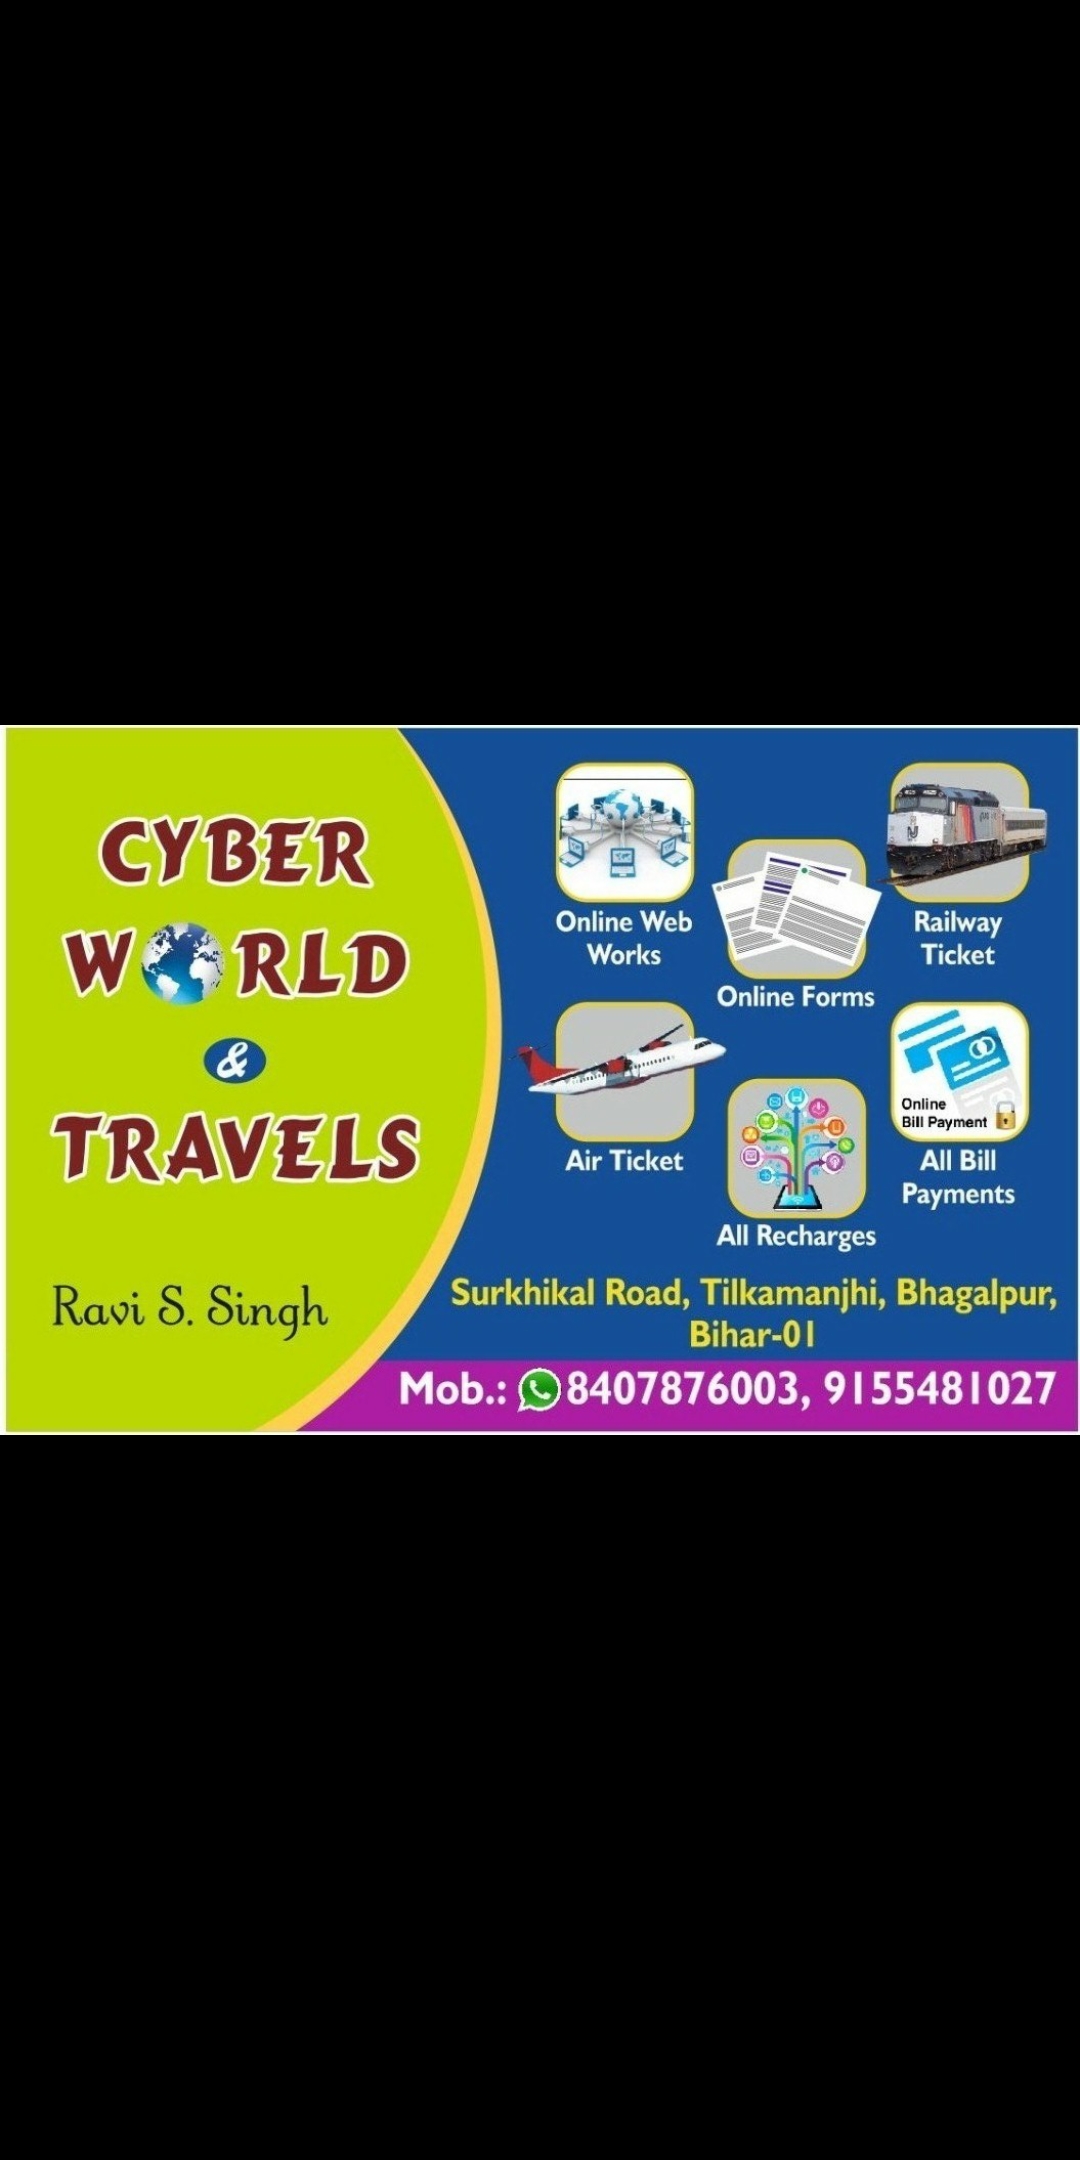 CYBER
WORLD
&
TRAVELS
Ravi S. Singh
Online Web
Works
Online Forms
Railway
Ticket
Air Ticket
All Recharges
Online
Bill Payment
All Bill
Payments
Surkhikal Road, Tilkamanjhi, Bhagalpur,
Bihar-01
Mob.: 8407876003, 9155481027